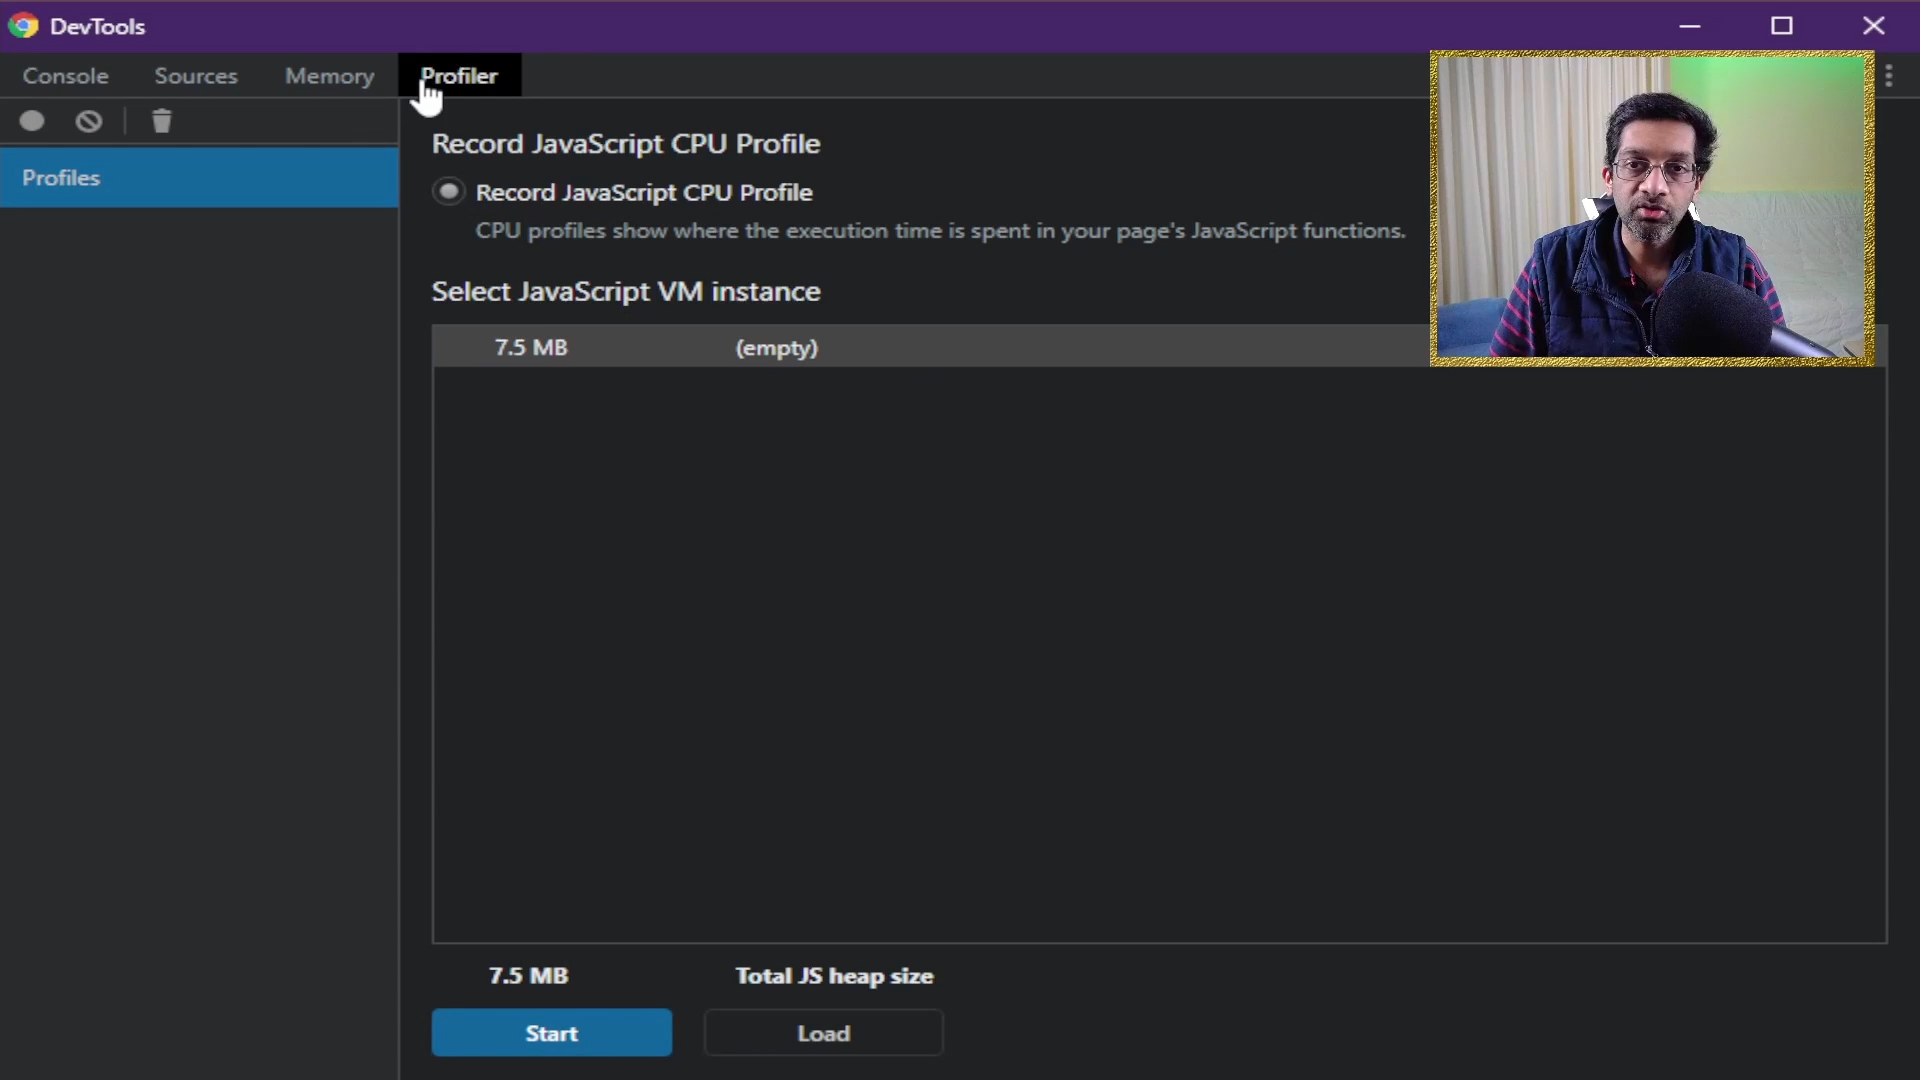 DevTools
Console Sources Memory Profiler
Profiles
Record JavaScript CPU Profile
Record JavaScript CPU Profile
CPU profiles show where the execution time is spent in your page's JavaScript functions.
Select JavaScript VM instance
7.5 MB (empty)
7.5 MB Total JS heap size
Start Load